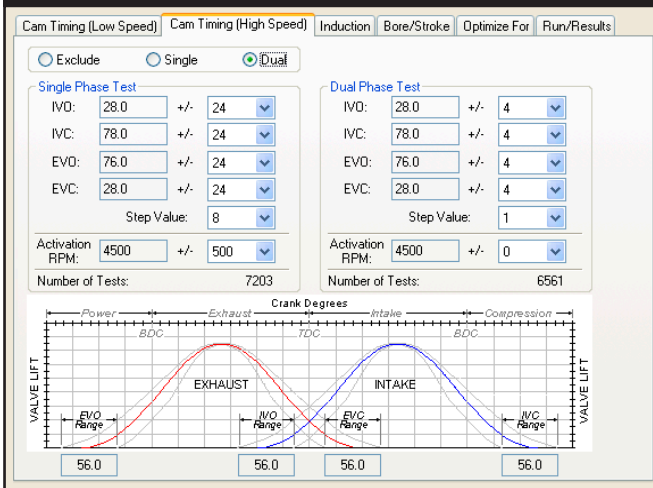 Cam Timing (Low Speed) Cam Timing (High Speed) Induction Bore/Stroke Optimize For Run/Results
Exclude Single Dual
Single Phase Test
IVO: 28.0 +/- 24
IVC: 78.0 +/- 24
EVO: 76.0 +/- 24
EVC: 28.0 +/- 24
Step Value: 8
Activation RPM: 4500 +/- 500
Number of Tests: 7203
Dual Phase Test
IVO: 28.0 +/- 4
IVC: 78.0 +/- 4
EVO: 76.0 +/- 4
EVC: 28.0 +/- 4
Step Value: 1
Activation RPM: 4500 +/- 0
Number of Tests: 6561
Crank Degrees
Power Exhaust Intake Compression
BDC TDC BDC
VALVE LIFT
EXHAUST INTAKE
VALVE LIFT
EVO Range IVO Range EVC Range IVC Range
56.0 56.0 56.0 56.0